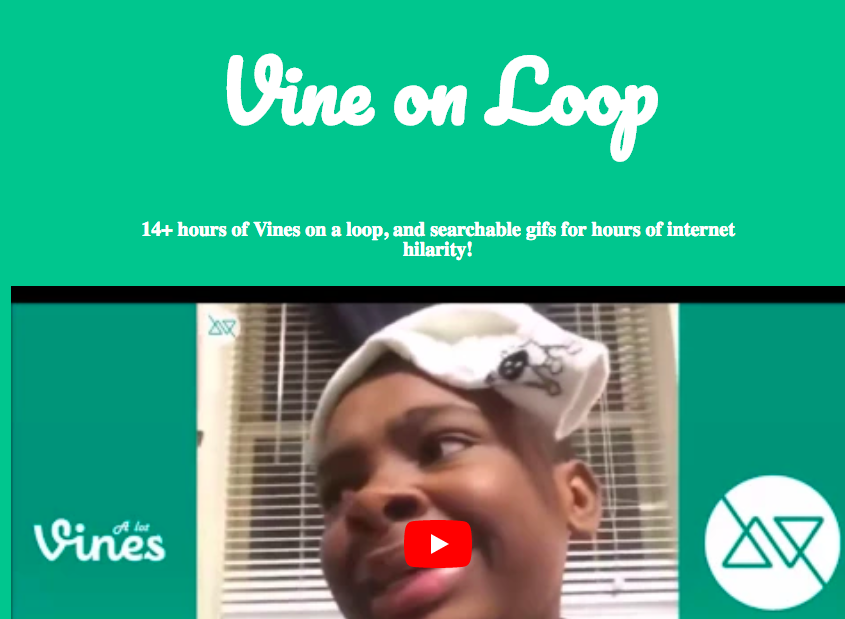 Vine on Loop
14+ hours of Vines on a loop, and searchable gifs for hours of internet
hilarity!
A lot
Vines